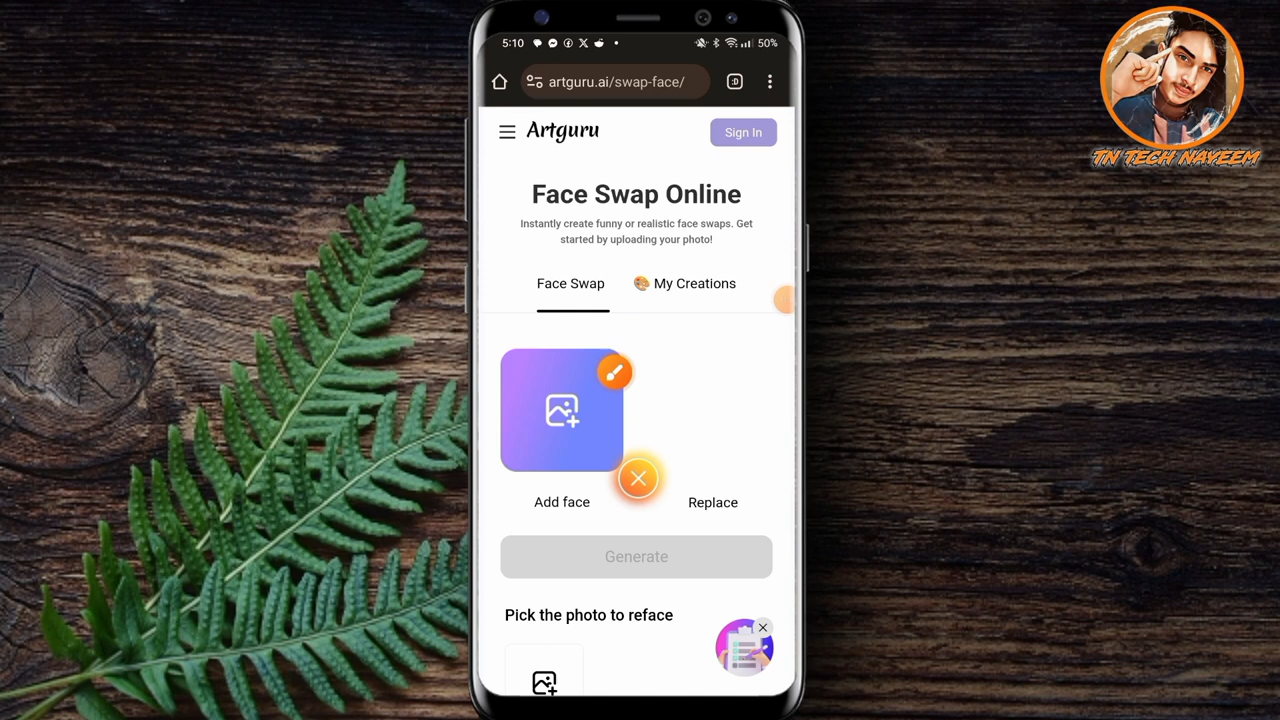 5:10
50%
artguru.ai/swap-face/
:D
Artguru
Sign In
TN TECH NAYEEM
Face Swap Online
Instantly create funny or realistic face swaps. Get
started by uploading your photo!
Face Swap
🎨 My Creations
Add face
Replace
Generate
Pick the photo to reface